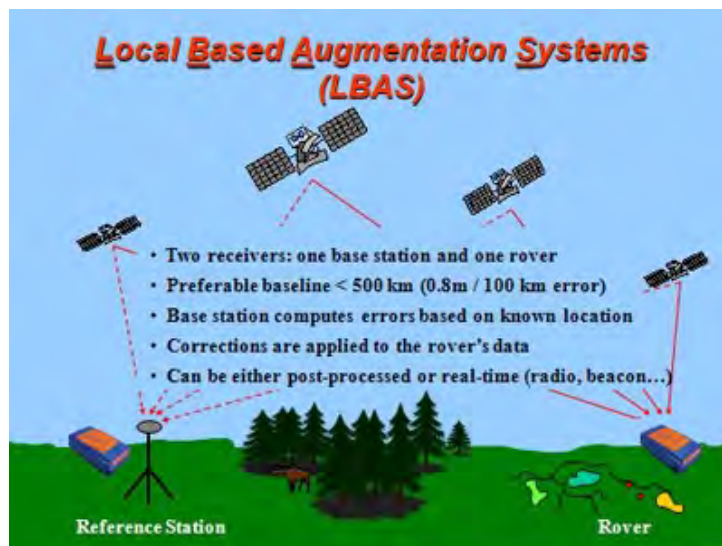 Local Based Augmentation Systems
(LBAS)
• Two receivers: one base station and one rover
• Preferable baseline < 500 km (0.8m / 100 km error)
• Base station computes errors based on known location
• Corrections are applied to the rover's data
• Can be either post-processed or real-time (radio, beacon…)
Reference Station
Rover